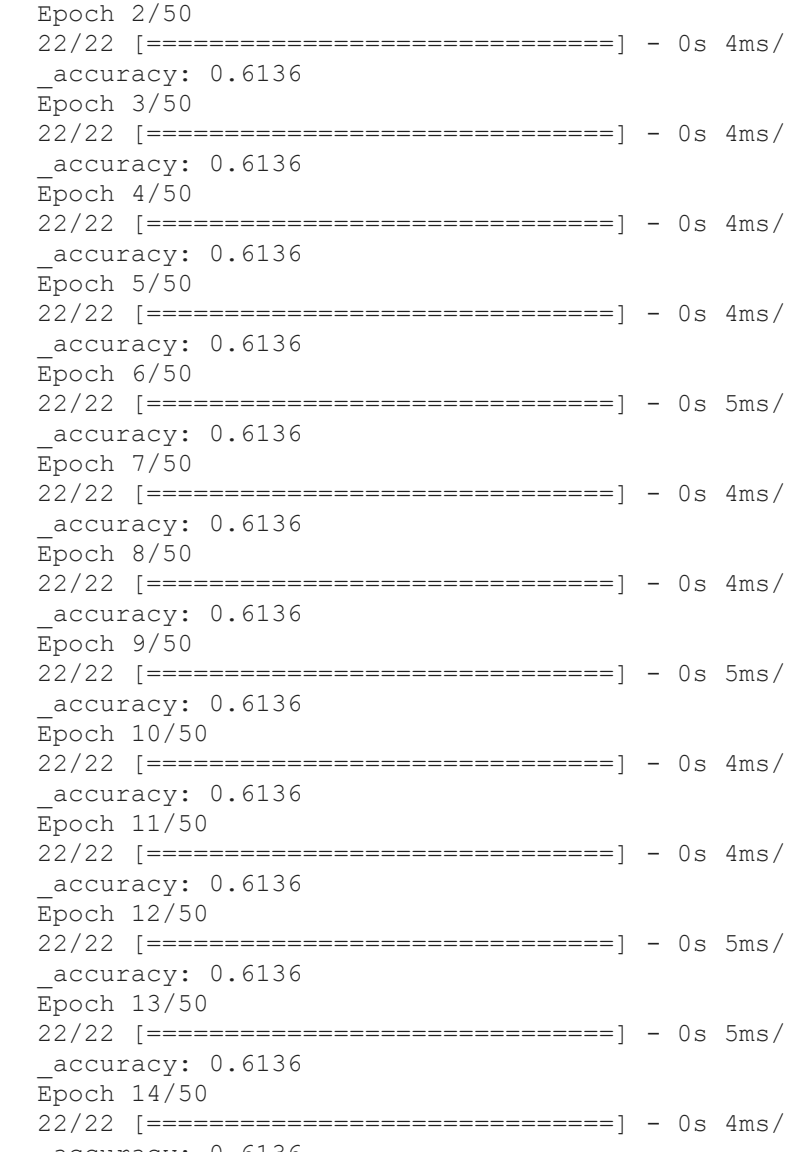 Epoch 2/50
22/22 [==============================] - 0s 4ms/
_accuracy: 0.6136
Epoch 3/50
22/22 [==============================] - 0s 4ms/
_accuracy: 0.6136
Epoch 4/50
22/22 [==============================] - 0s 4ms/
_accuracy: 0.6136
Epoch 5/50
22/22 [==============================] - 0s 4ms/
_accuracy: 0.6136
Epoch 6/50
22/22 [==============================] - 0s 5ms/
_accuracy: 0.6136
Epoch 7/50
22/22 [==============================] - 0s 4ms/
_accuracy: 0.6136
Epoch 8/50
22/22 [==============================] - 0s 4ms/
_accuracy: 0.6136
Epoch 9/50
22/22 [==============================] - 0s 5ms/
_accuracy: 0.6136
Epoch 10/50
22/22 [==============================] - 0s 4ms/
_accuracy: 0.6136
Epoch 11/50
22/22 [==============================] - 0s 4ms/
_accuracy: 0.6136
Epoch 12/50
22/22 [==============================] - 0s 5ms/
_accuracy: 0.6136
Epoch 13/50
22/22 [==============================] - 0s 5ms/
_accuracy: 0.6136
Epoch 14/50
22/22 [==============================] - 0s 4ms/
accuracy: 0.6136